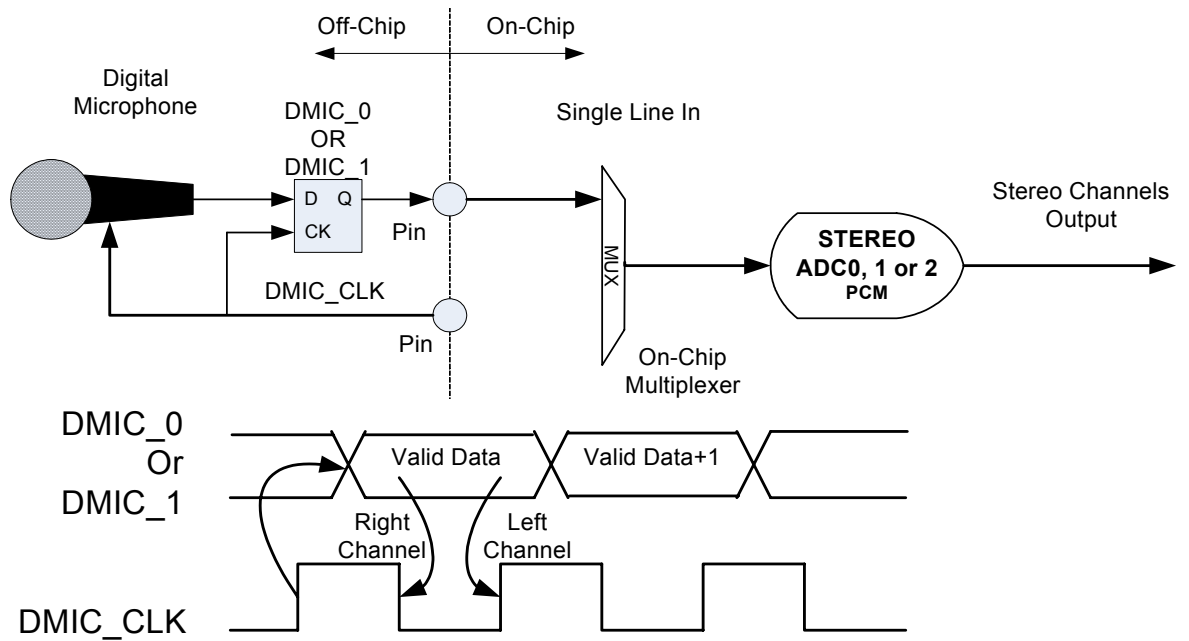 Off-Chip
On-Chip
Digital
Microphone
DMIC_0
OR
DMIC_1
Single Line In
D Q
CK
Pin
DMIC_CLK
Pin
MUX
STEREO
ADC0, 1 or 2
PCM
Stereo Channels
Output
On-Chip
Multiplexer
DMIC_0
Or
DMIC_1
Valid Data
Valid Data+1
Right
Channel
Left
Channel
DMIC_CLK